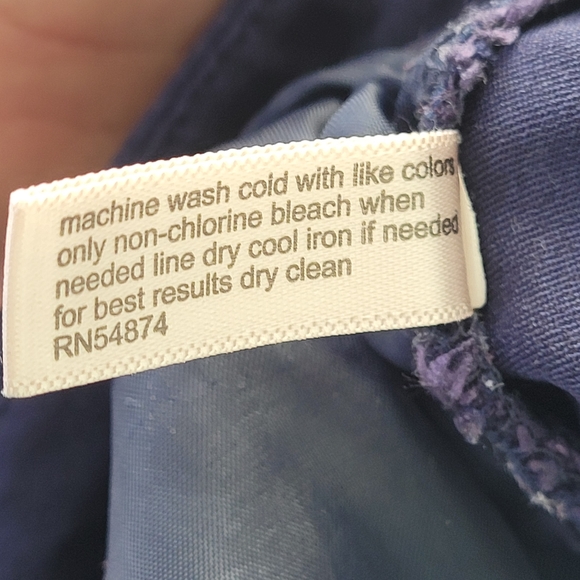 machine wash cold with like colors
only non-chlorine bleach when
needed line dry cool iron if needed
for best results dry clean
RN54874